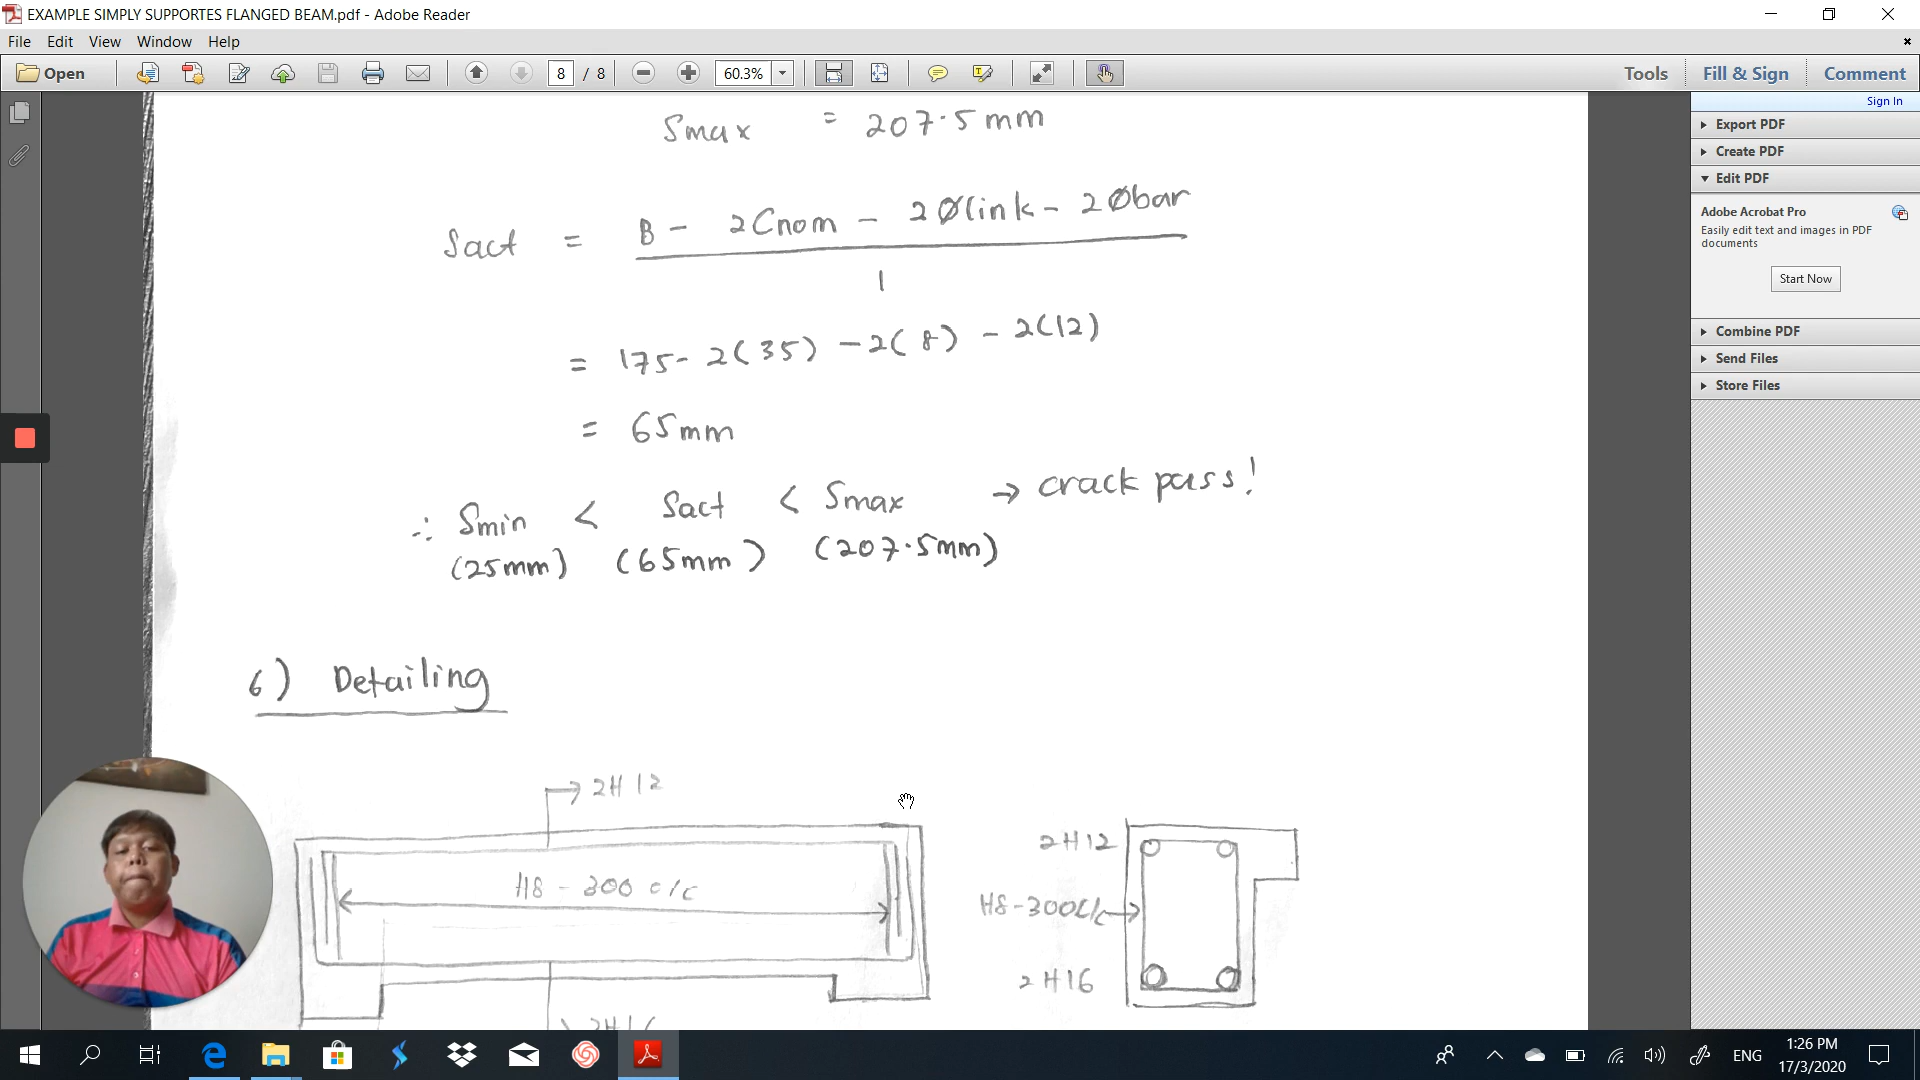 EXAMPLE SIMPLY SUPPORTES FLANGED BEAM.pdf - Adobe Reader
File Edit View Window Help
Open 8 / 8 60.3% Tools Fill & Sign Comment
Sign In
Export PDF
Create PDF
Edit PDF
Adobe Acrobat Pro
Easily edit text and images in PDF
documents
Start Now
Combine PDF
Send Files
Store Files
Smax = 207.5 mm
Sact = B - 2Cnom - 2Ølink - 2Øbar
1
= 175 - 2(35) - 2(8) - 2(12)
= 65mm
∴ Smin < Sact < Smax → crack pass!
(25mm) (65mm) (207.5mm)
6) Detailing
2H12
H8 - 300 c/c
2H12
H8-300c/c
2H16
ENG
1:26 PM
17/3/2020